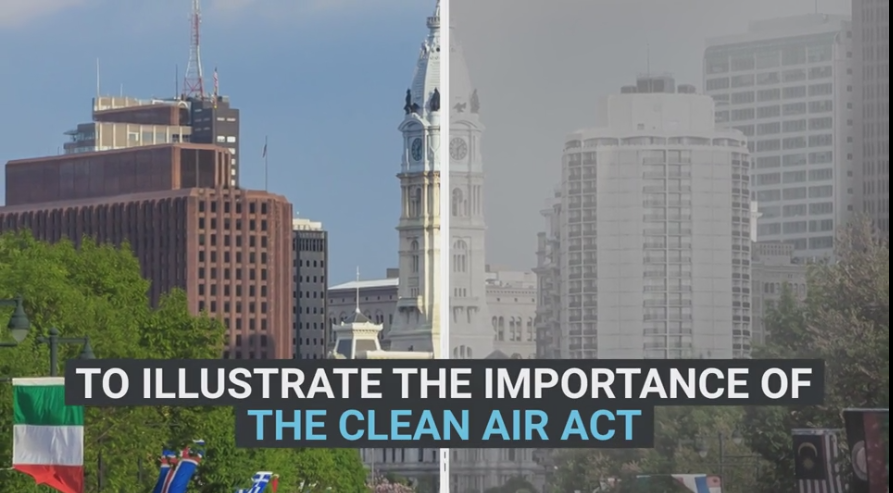 TO ILLUSTRATE THE IMPORTANCE OF
THE CLEAN AIR ACT